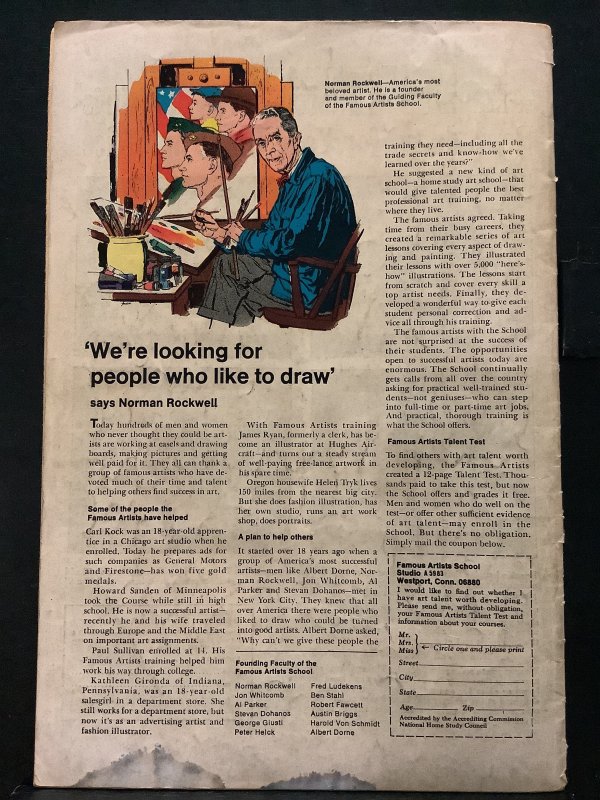 Norman Rockwell—America's most
beloved artist. He is a founder
and member of the Guiding Faculty
of the Famous Artists School.
'We're looking for
people who like to draw'
says Norman Rockwell
Today hundreds of men and women
who never thought they could be art-
ists are working at easels and drawing
boards, making pictures and getting
well paid for it. They all can thank a
group of famous artists who have de-
voted much of their time and talent
to helping others find success in art.
Some of the people the
Famous Artists have helped
Carl Kock was an 18-year-old appren-
tice in a Chicago art studio when he
enrolled. Today he prepares ads for
such companies as General Motors
and Firestone—has won five gold
medals.
Howard Sanden of Minneapolis
took the Course while still in high
school. He is now a successful artist—
recently he and his wife traveled
through Europe and the Middle East
on important art assignments.
Paul Sullivan enrolled at 14. His
Famous Artists training helped him
work his way through college.
Kathleen Gironda of Indiana,
Pennsylvania, was an 18-year-old
salesgirl in a department store. She
still works for a department store, but
now it's as an advertising artist and
fashion illustrator.
With Famous Artists training
James Ryan, formerly a clerk, has be-
come an illustrator at Hughes Air-
craft—and turns out a steady stream
of well-paying free-lance artwork in
his spare time.
Oregon housewife Helen Tryk lives
150 miles from the nearest big city.
But she does fashion illustration, has
her own studio, runs an art work
shop, does portraits.
A plan to help others
It started over 18 years ago when a
group of America's most successful
artists—men like Albert Dorne, Nor-
man Rockwell, Jon Whitcomb, Al
Parker and Stevan Dohanos—met in
New York City. They knew that all
over America there were people who
liked to draw who could be turned
into good artists. Albert Dorne asked,
"Why can't we give these people the
Founding Faculty of the
Famous Artists School
Norman Rockwell
Jon Whitcomb
Al Parker
Stevan Dohanos
George Giusti
Peter Helck
Fred Ludekens
Ben Stahl
Robert Fawcett
Austin Briggs
Harold Von Schmidt
Albert Dorne
training they need—including all the
trade secrets and know-how we've
learned over the years?"
He suggested a new kind of art
school—a home study art school—that
would give talented people the best
professional art training, no matter
where they live.
The famous artists agreed. Taking
time from their busy careers, they
created a remarkable series of art
lessons covering every aspect of draw-
ing and painting. They illustrated
their lessons with over 5,000 "here's-
how" illustrations. The lessons start
from scratch and cover every skill a
top artist needs. Finally, they de-
veloped a wonderful way to give each
student personal correction and ad-
vice all through his training.
The famous artists with the School
are not surprised at the success of
their students. The opportunities
open to successful artists today are
enormous. The School continually
gets calls from all over the country
asking for practical well-trained stu-
dents—not geniuses—who can step
into full-time or part-time art jobs.
And practical, thorough training is
what the School offers.
Famous Artists Talent Test
To find others with art talent worth
developing, the Famous Artists
created a 12-page Talent Test. Thou-
sands paid to take this test, but now
the School offers and grades it free.
Men and women who do well on the
test—or offer other sufficient evidence
of art talent—may enroll in the
School. But there's no obligation.
Simply mail the coupon below.
Famous Artists School
Studio A5983
Westport, Conn. 06880
I would like to find out whether I
have art talent worth developing.
Please send me, without obligation,
your Famous Artists Talent Test and
information about your courses.
Mr.
Mrs.
Miss
Circle one and please print
Street
City
State
Age Zip
Accredited by the Accrediting Commission
National Home Study Council